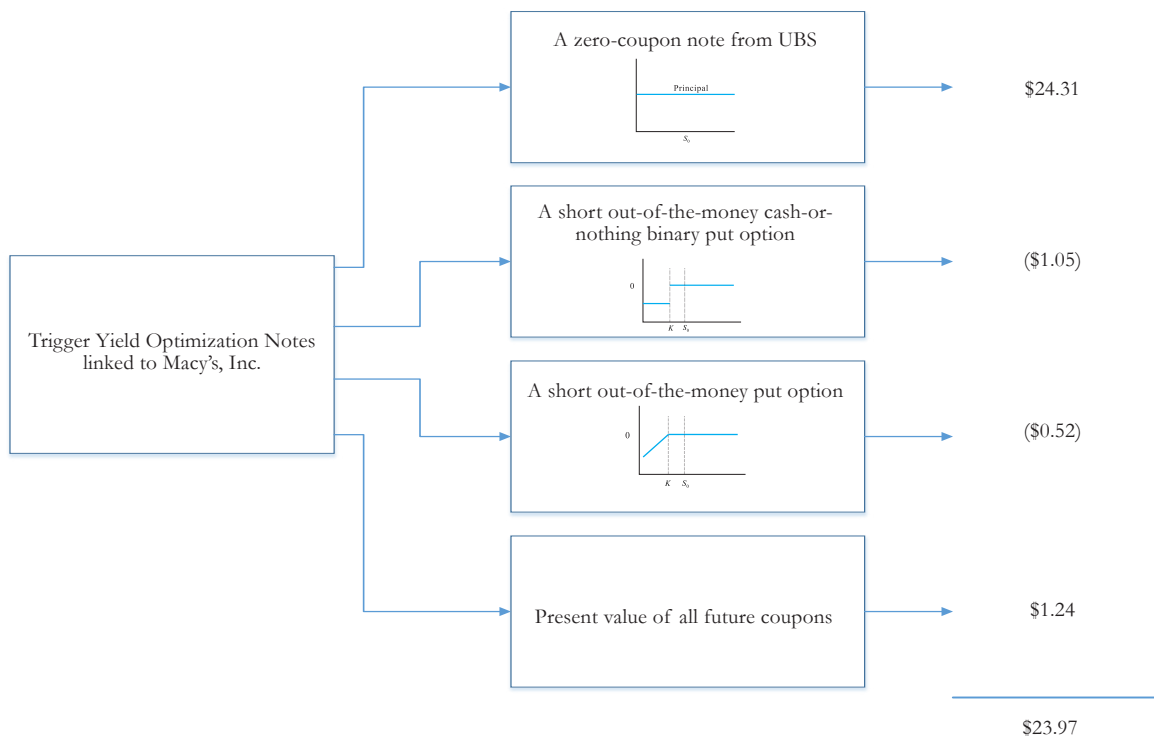 A zero-coupon note from UBS
Principal
S₀
$24.31
A short out-of-the-money cash-or-
nothing binary put option
0
K
S₀
($1.05)
Trigger Yield Optimization Notes
linked to Macy's, Inc.
A short out-of-the-money put option
0
K
S₀
($0.52)
Present value of all future coupons
$1.24
$23.97